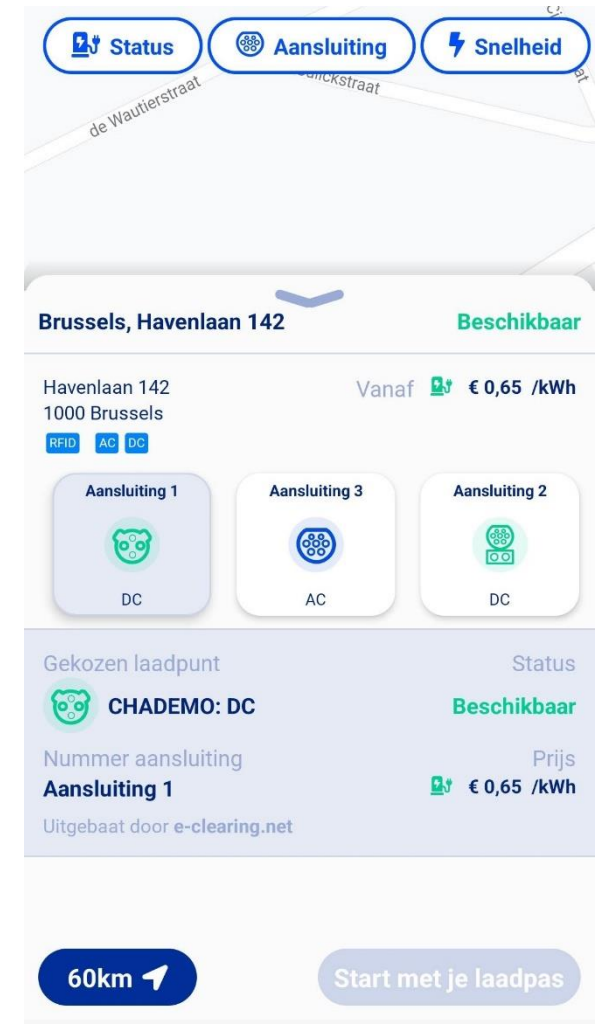 Status
Aansluiting
Snelheid
de Wautierstraat
Brussels, Havenlaan 142
Beschikbaar
Havenlaan 142
Vanaf € 0,65 /kWh
1000 Brussels
RFID AC DC
Aansluiting 1
DC
Aansluiting 3
AC
Aansluiting 2
DC
Gekozen laadpunt
Status
CHADEMO: DC
Beschikbaar
Nummer aansluiting
Prijs
Aansluiting 1
€ 0,65 /kWh
Uitgebaat door e-clearing.net
60km
Start met je laadpas